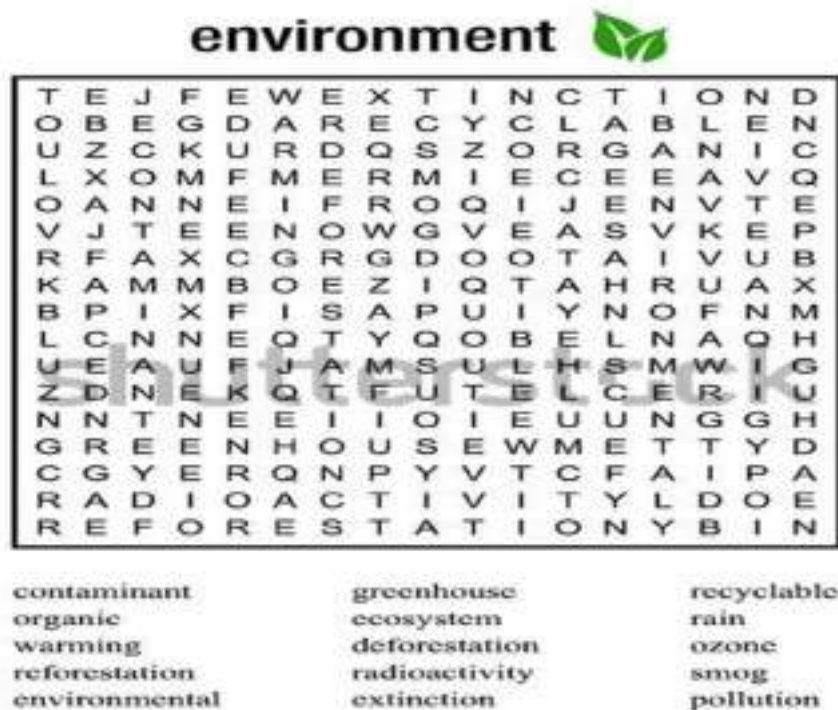 environment
T E J F E W E X T I N C T I O N D
O B E G D A R E C Y C L A B L E N
U Z C K U R D Q S Z O R G A N I C
L X O M F M E R M I E C E E A V Q
O A N N E I F R O Q I J E N V T E
V J T E E N O W G V E A S V K E P
R F A X C G R G D O O T A I V U B
K A M M B O E Z I Q T A H R U A X
B P I X F I S A P U I Y N O F N M
L C N N E Q T Y Q O B E L N A Q H
U E A U F J A M S U L H S M W I G
Z D N E K Q T F U T E L C E R C U
N N T N E E I I O I E U U N G G H
G R E E N H O U S E W M E T T Y D
C G Y E R Q N P Y V T C F A I P A
R A D I O A C T I V I T Y L D O E
R E F O R E S T A T I O N Y B I N
shutterstock
contaminant greenhouse recyclable
organic ecosystem rain
warming deforestation ozone
reforestation radioactivity smog
environmental extinction pollution